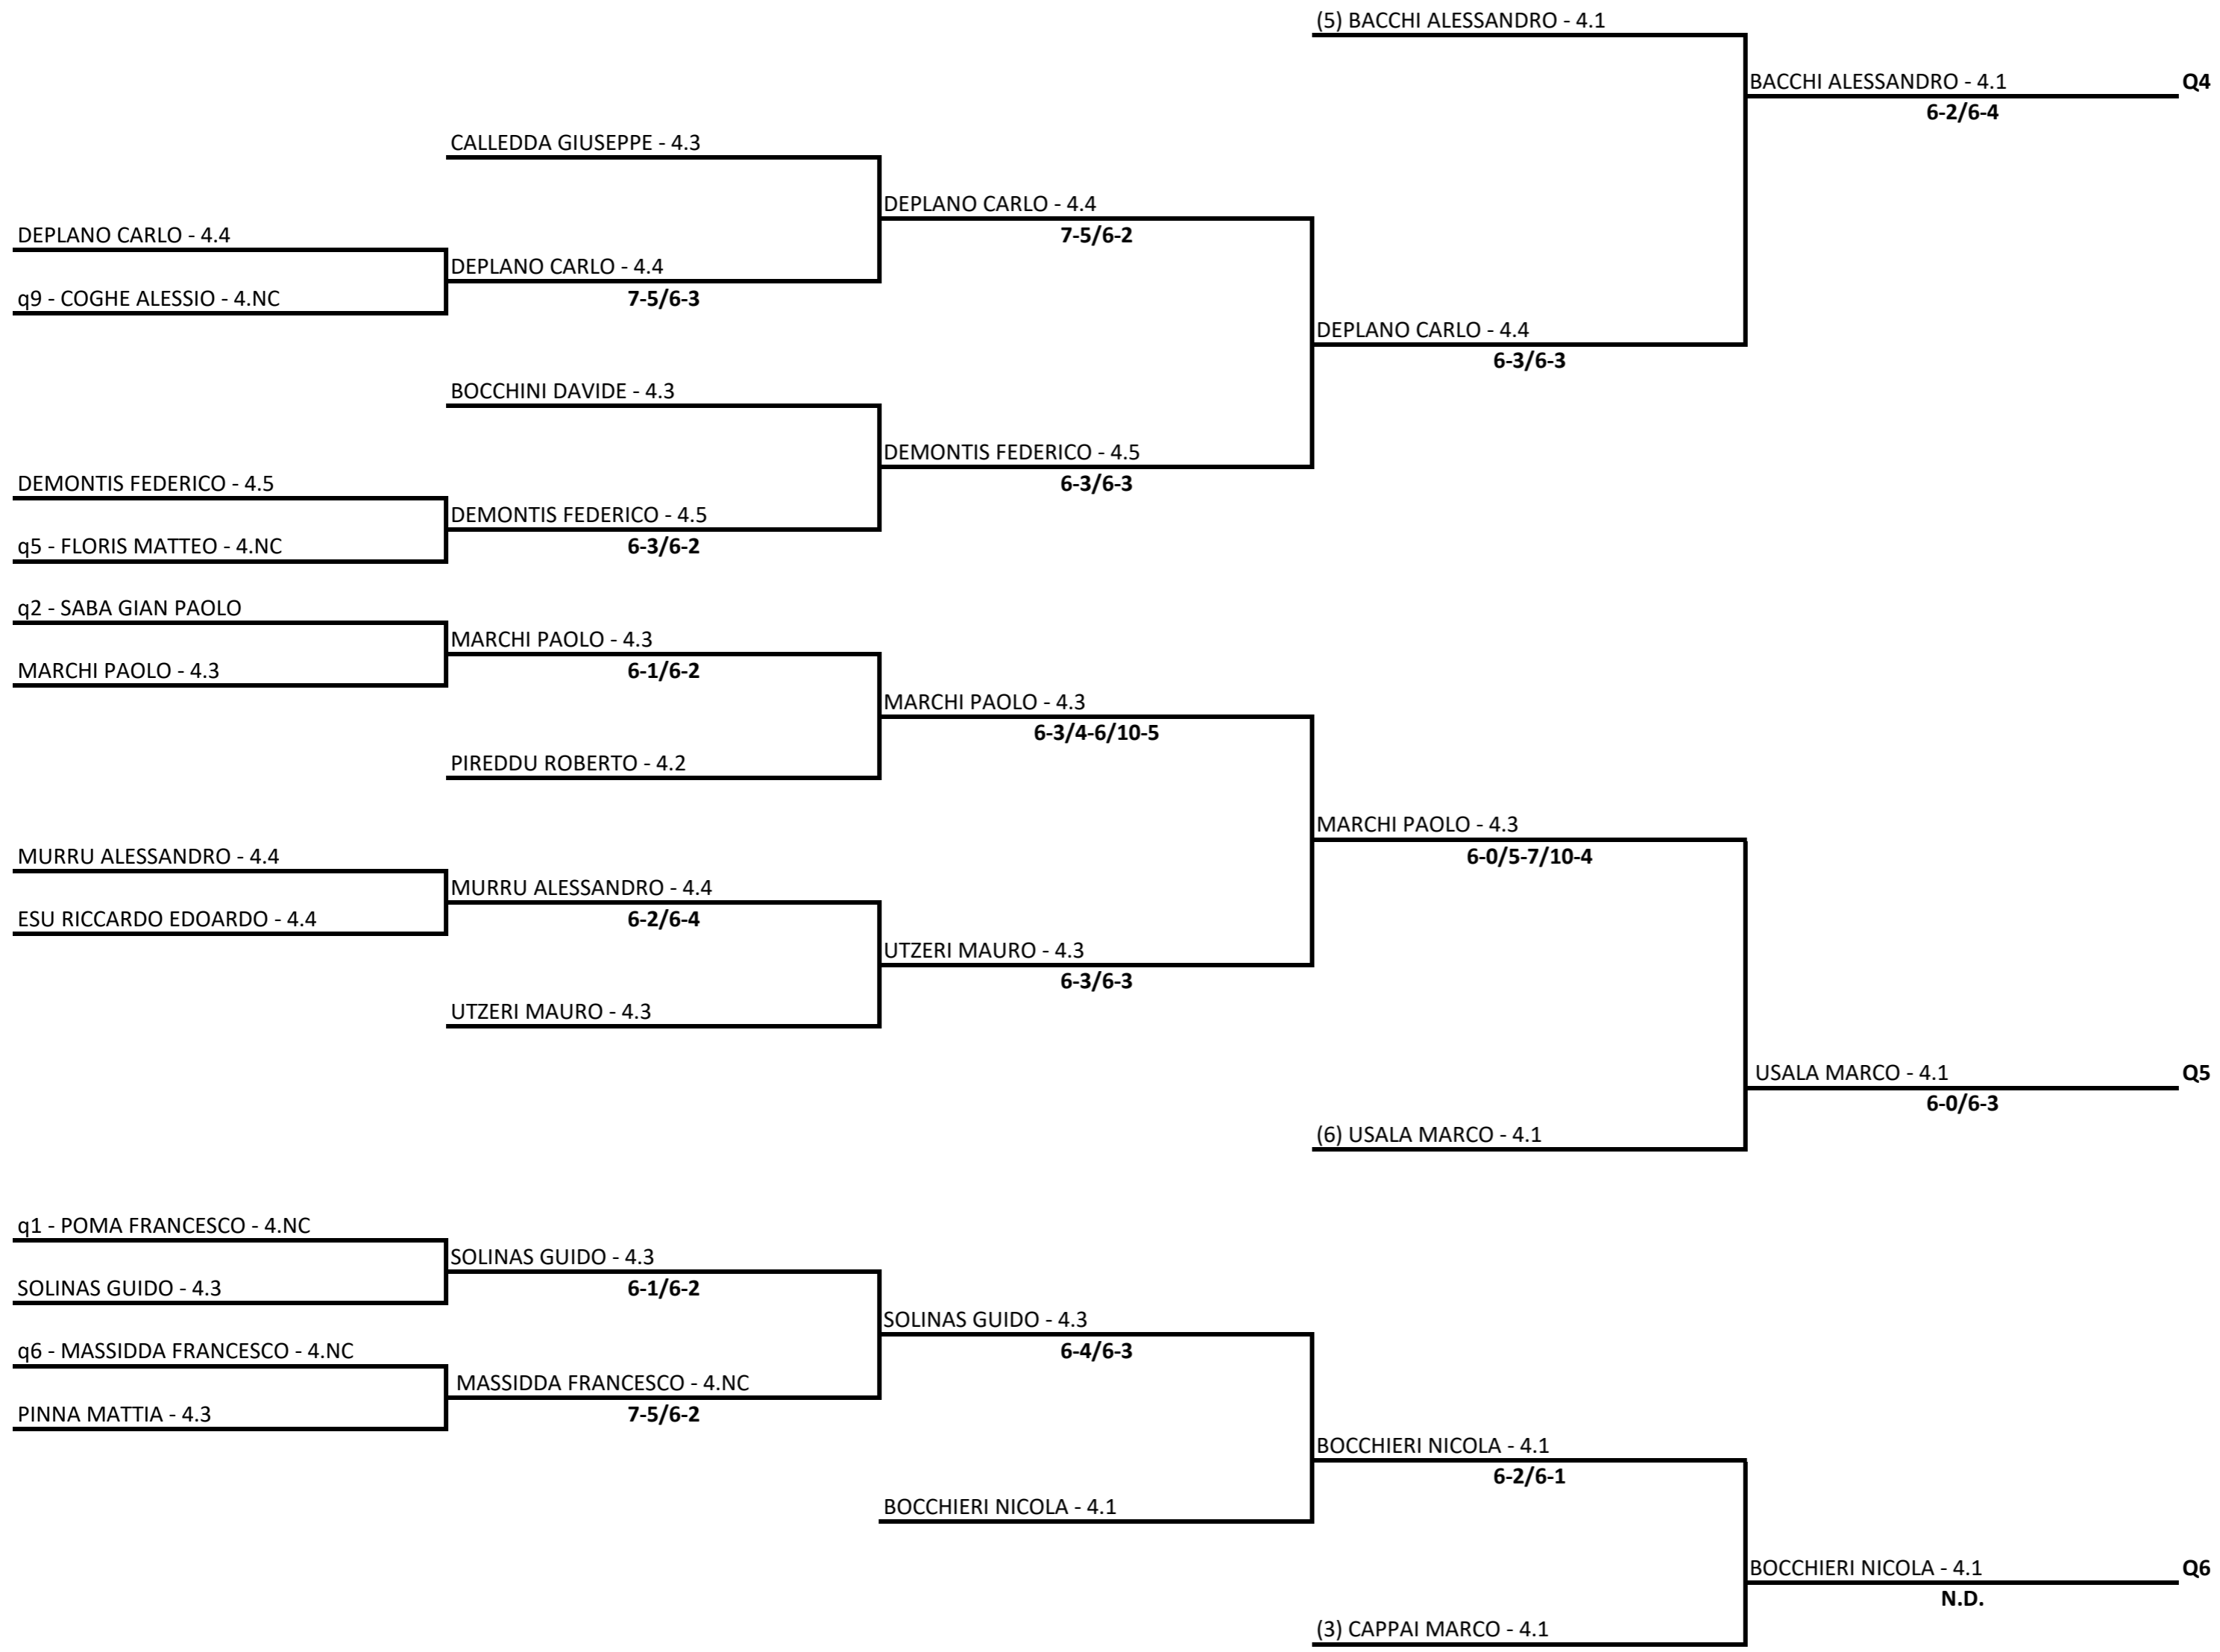 (5) BACCHI ALESSANDRO - 4.1
BACCHI ALESSANDRO - 4.1
Q4
6-2/6-4
CALLEDDA GIUSEPPE - 4.3
DEPLANO CARLO - 4.4
7-5/6-2
DEPLANO CARLO - 4.4
DEPLANO CARLO - 4.4
7-5/6-3
q9 - COGHE ALESSIO - 4.NC
DEPLANO CARLO - 4.4
6-3/6-3
BOCCHINI DAVIDE - 4.3
DEMONTIS FEDERICO - 4.5
6-3/6-3
DEMONTIS FEDERICO - 4.5
DEMONTIS FEDERICO - 4.5
6-3/6-2
q5 - FLORIS MATTEO - 4.NC
q2 - SABA GIAN PAOLO
MARCHI PAOLO - 4.3
6-1/6-2
MARCHI PAOLO - 4.3
MARCHI PAOLO - 4.3
6-3/4-6/10-5
PIREDDU ROBERTO - 4.2
MARCHI PAOLO - 4.3
6-0/5-7/10-4
MURRU ALESSANDRO - 4.4
MURRU ALESSANDRO - 4.4
6-2/6-4
ESU RICCARDO EDOARDO - 4.4
UTZERI MAURO - 4.3
6-3/6-3
UTZERI MAURO - 4.3
USALA MARCO - 4.1
Q5
6-0/6-3
(6) USALA MARCO - 4.1
q1 - POMA FRANCESCO - 4.NC
SOLINAS GUIDO - 4.3
6-1/6-2
SOLINAS GUIDO - 4.3
SOLINAS GUIDO - 4.3
6-4/6-3
q6 - MASSIDDA FRANCESCO - 4.NC
MASSIDDA FRANCESCO - 4.NC
7-5/6-2
PINNA MATTIA - 4.3
BOCCHIERI NICOLA - 4.1
6-2/6-1
BOCCHIERI NICOLA - 4.1
BOCCHIERI NICOLA - 4.1
Q6
N.D.
(3) CAPPAI MARCO - 4.1